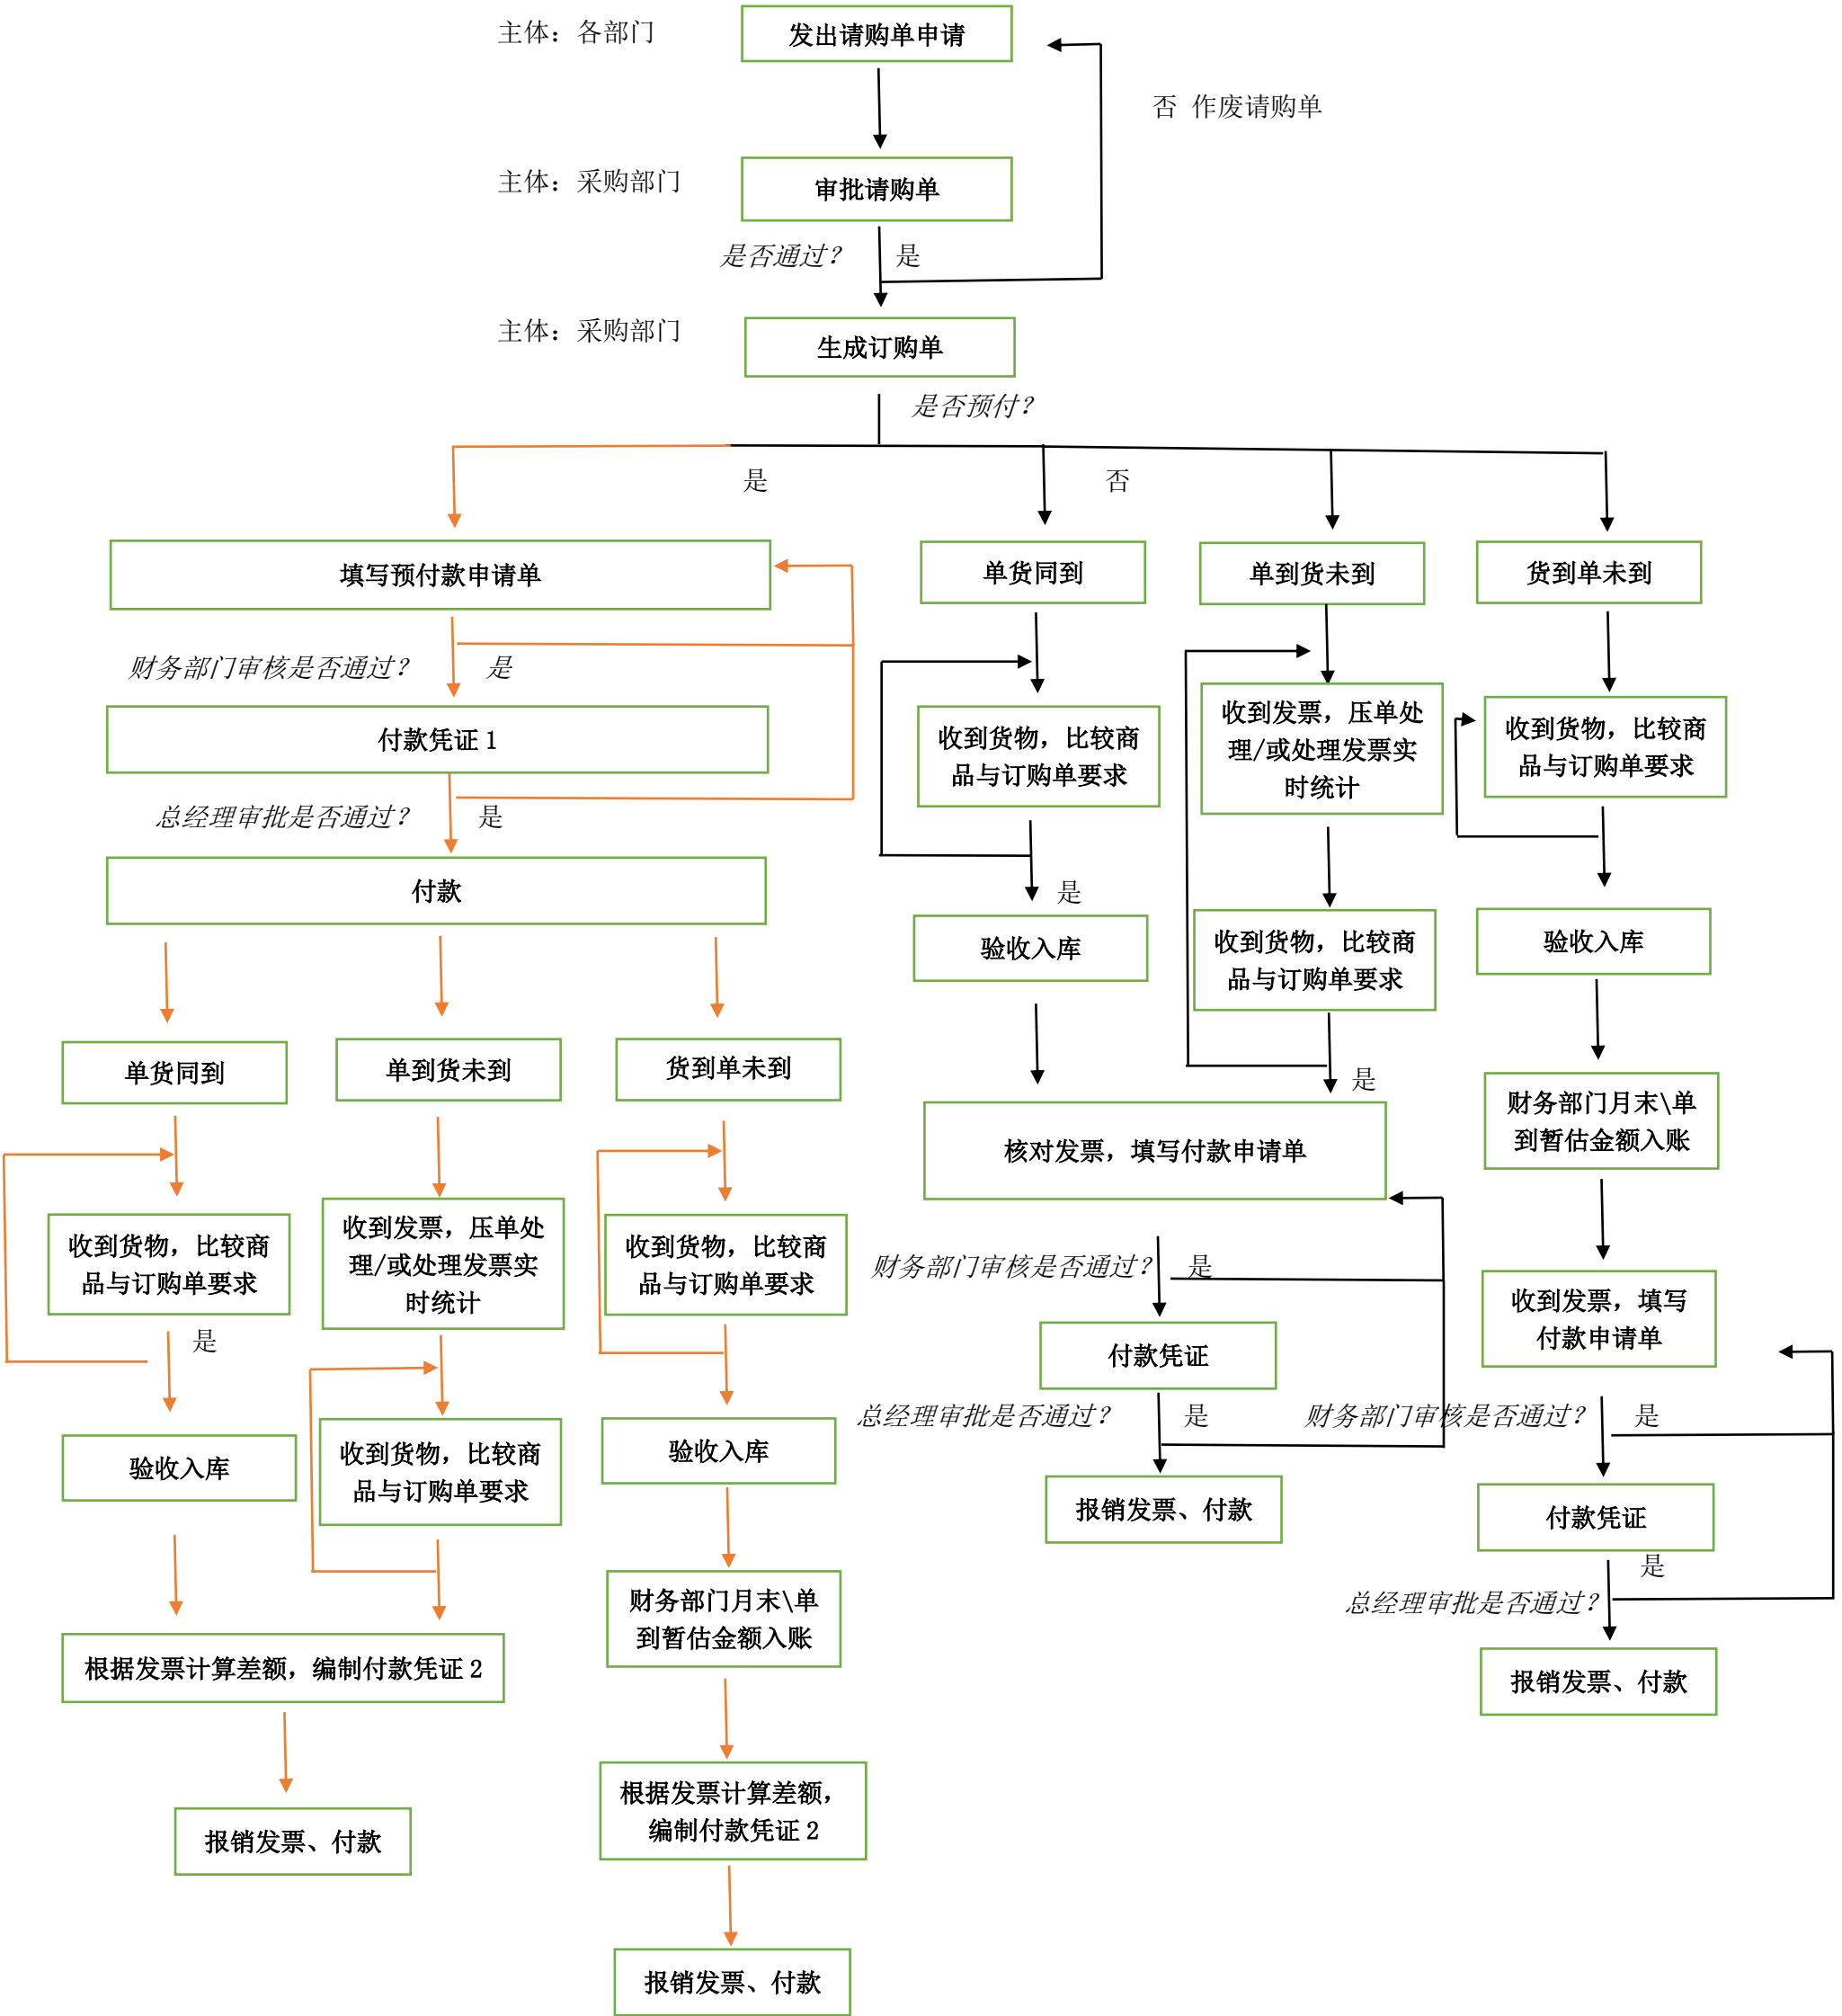 主体：各部门
发出请购单申请
否 作废请购单
主体：采购部门
审批请购单
是否通过？
是
主体：采购部门
生成订购单
是否预付？
是
否
填写预付款申请单
财务部门审核是否通过？
是
付款凭证 1
总经理审批是否通过？
是
付款
单货同到
收到货物，比较商
品与订购单要求
是
验收入库
单到货未到
收到发票，压单处
理/或处理发票实
时统计
收到货物，比较商
品与订购单要求
根据发票计算差额，编制付款凭证 2
报销发票、付款
货到单未到
收到货物，比较商
品与订购单要求
验收入库
财务部门月末\单
到暂估金额入账
根据发票计算差额，
编制付款凭证 2
报销发票、付款
单货同到
收到货物，比较商
品与订购单要求
是
验收入库
单到货未到
收到发票，压单处
理/或处理发票实
时统计
收到货物，比较商
品与订购单要求
是
核对发票，填写付款申请单
财务部门审核是否通过？
是
付款凭证
总经理审批是否通过？
是
报销发票、付款
货到单未到
收到货物，比较商
品与订购单要求
验收入库
财务部门月末\单
到暂估金额入账
收到发票，填写
付款申请单
财务部门审核是否通过？
是
付款凭证
是
总经理审批是否通过？
报销发票、付款